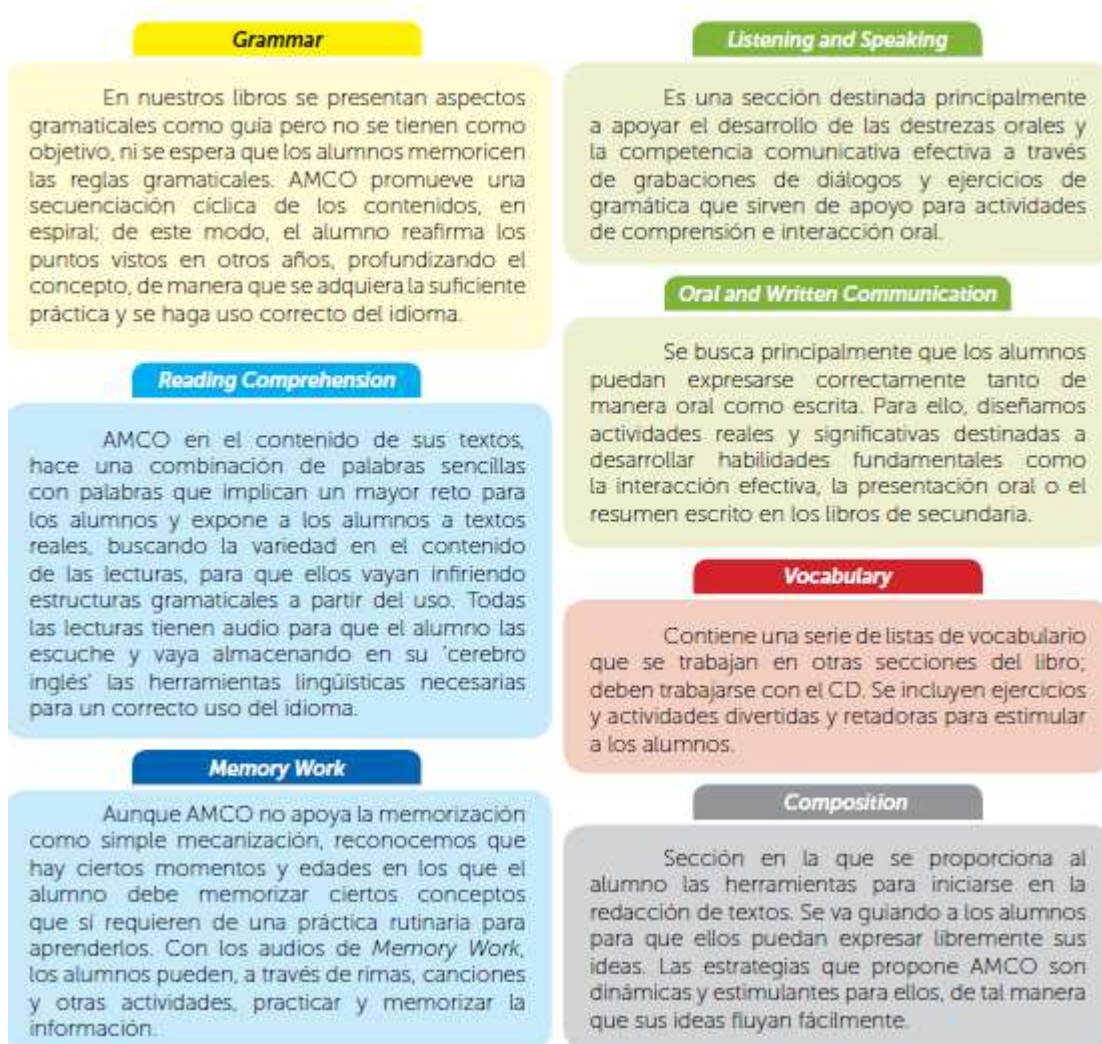 Grammar
En nuestros libros se presentan aspectos
gramaticales como guía pero no se tienen como
objetivo, ni se espera que los alumnos memoricen
las reglas gramaticales. AMCO promueve una
secuenciación cíclica de los contenidos, en
espiral; de este modo, el alumno reafirma los
puntos vistos en otros años, profundizando el
concepto, de manera que se adquiera la suficiente
práctica y se haga uso correcto del idioma.
Reading Comprehension
AMCO en el contenido de sus textos,
hace una combinación de palabras sencillas
con palabras que implican un mayor reto para
los alumnos y expone a los alumnos a textos
reales, buscando la variedad en el contenido
de las lecturas, para que ellos vayan infiriendo
estructuras gramaticales a partir del uso. Todas
las lecturas tienen audio para que el alumno las
escuche y vaya almacenando en su 'cerebro
inglés' las herramientas lingüísticas necesarias
para un correcto uso del idioma.
Memory Work
Aunque AMCO no apoya la memorización
como simple mecanización, reconocemos que
hay ciertos momentos y edades en los que el
alumno debe memorizar ciertos conceptos
que sí requieren de una práctica rutinaria para
aprenderlos. Con los audios de Memory Work,
los alumnos pueden, a través de rimas, canciones
y otras actividades, practicar y memorizar la
información.
Listening and Speaking
Es una sección destinada principalmente
a apoyar el desarrollo de las destrezas orales y
la competencia comunicativa efectiva a través
de grabaciones de diálogos y ejercicios de
gramática que sirven de apoyo para actividades
de comprensión e interacción oral.
Oral and Written Communication
Se busca principalmente que los alumnos
puedan expresarse correctamente tanto de
manera oral como escrita. Para ello, diseñamos
actividades reales y significativas destinadas a
desarrollar habilidades fundamentales como
la interacción efectiva, la presentación oral o el
resumen escrito en los libros de secundaria.
Vocabulary
Contiene una serie de listas de vocabulario
que se trabajan en otras secciones del libro;
deben trabajarse con el CD. Se incluyen ejercicios
y actividades divertidas y retadoras para estimular
a los alumnos.
Composition
Sección en la que se proporciona al
alumno las herramientas para iniciarse en la
redacción de textos. Se va guiando a los alumnos
para que ellos puedan expresar libremente sus
ideas. Las estrategias que propone AMCO son
dinámicas y estimulantes para ellos, de tal manera
que sus ideas fluyan fácilmente.